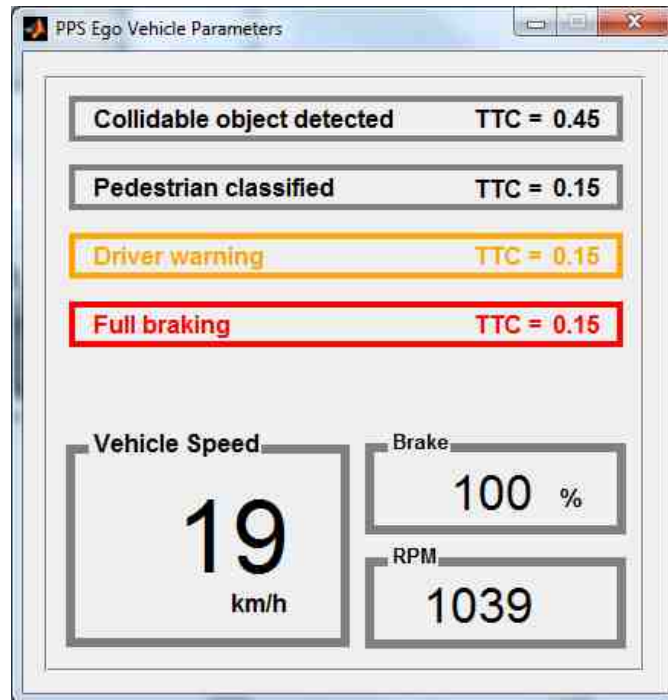 PPS Ego Vehicle Parameters
Collidable object detected TTC = 0.45
Pedestrian classified TTC = 0.15
Driver warning TTC = 0.15
Full braking TTC = 0.15
Vehicle Speed
19
km/h
Brake
100 %
RPM
1039